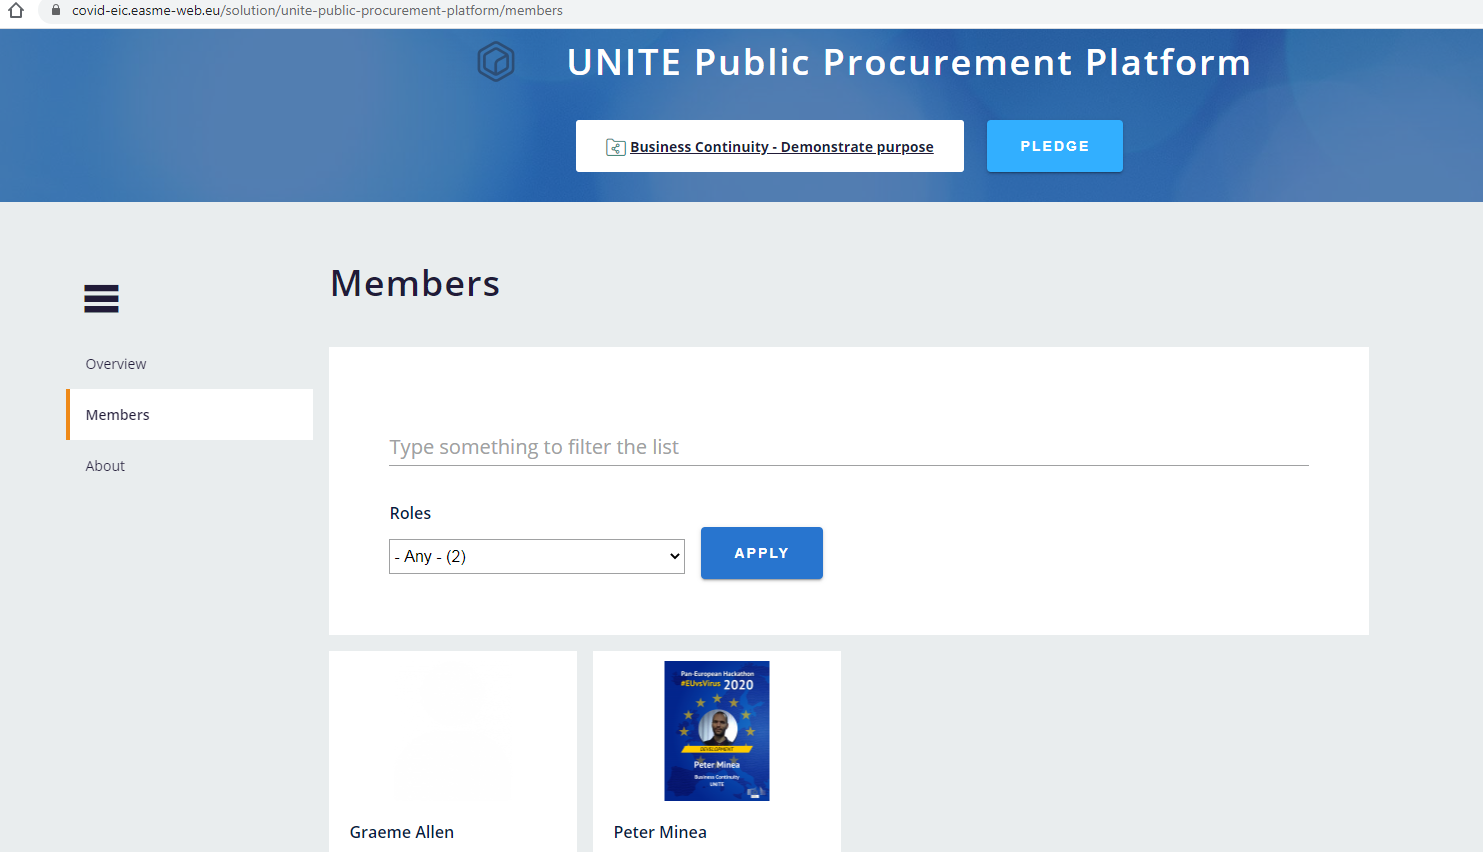 covid-eic.easme-web.eu/solution/unite-public-procurement-platform/members
UNITE Public Procurement Platform
Business Continuity - Demonstrate purpose
PLEDGE
Members
Overview
Members
About
Type something to filter the list
Roles
- Any - (2)
APPLY
Pan-European Hackathon
#EUvsVirus 2020
DEVELOPMENT
Peter Minea
Business Continuity
UNITE
Graeme Allen
Peter Minea